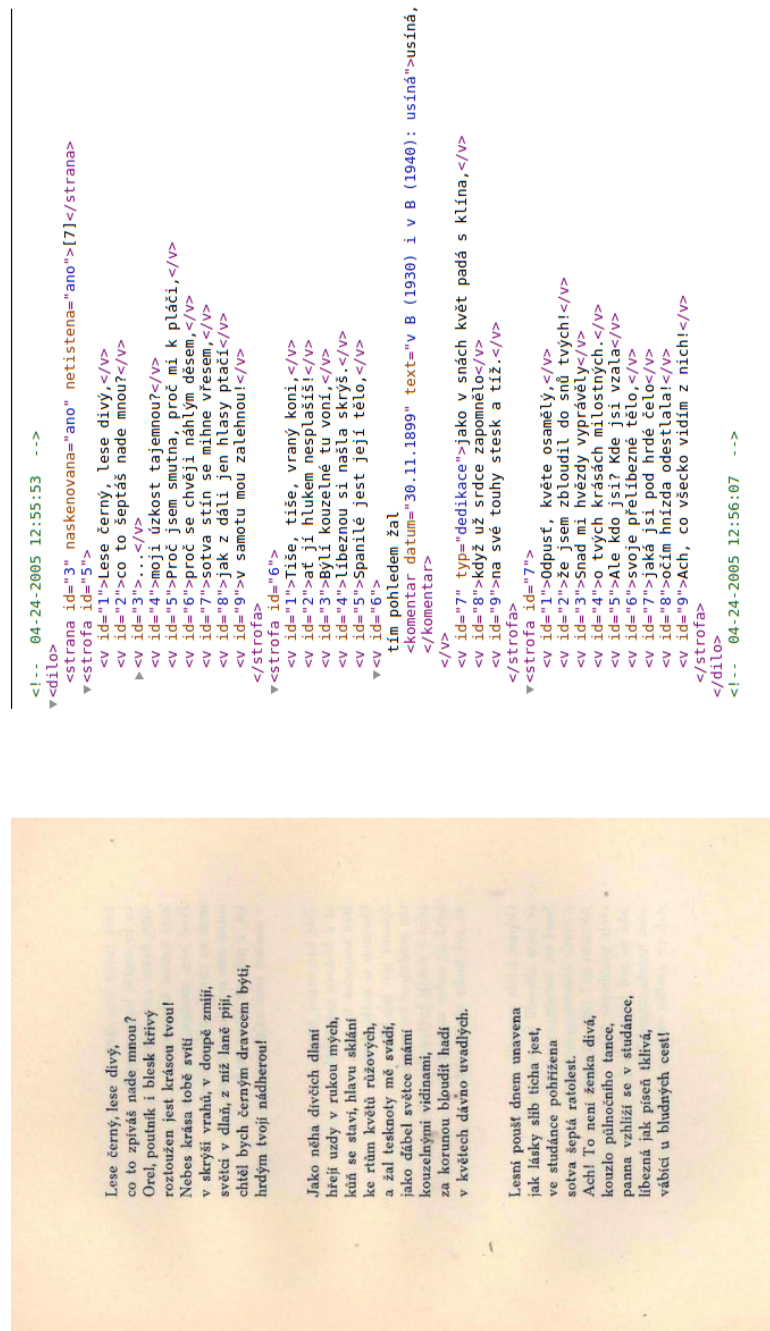 Lese černý, lese divý,
co to zpíváš nade mnou?
Orel, poutník i blesk křivý
roztoužen jest krásou tvou!
Nebes krása tobě svítí
v skrýši vrahů, v doupě zmijí,
světci v dlaň, z níž laně pijí,
chtěl bych černým dravcem býti,
hrdým tvojí nádherou!
Jako něha dívčích dlaní
hřejí uzdy v rukou mých,
kůň se staví, hlavu sklání
ke rtům květů růžových,
a žal tesknoty mě svádí,
jako ďábel světce mámí
kouzelnými vidinami,
za korunou bloudit hadí
v květech dávno uvadlých.
Lesní poušť dnem unavena
jak lásky slib ticha jest,
ve studánce pohřížena
sotva šeptá ratolest.
Ach! To není ženka divá,
kouzlo půlnočního tance,
panna vzhlíží se v studánce,
líbezná jak píseň tklivá,
vábící u bludných cest!
<!-- 04-24-2005 12:55:53 -->
▼<dilo>
<strana id="3" naskenovana="ano" netistena="ano">[7]</strana>
▼<strofa id="5">
<v id="1">Lese černý, lese divý,</v>
<v id="2">co to šeptáš nade mnou?</v>
▶<v id="3">...</v>
<v id="4">moji úzkost tajemnou?</v>
<v id="5">Proč jsem smutna, proč mi k pláči,</v>
<v id="6">proč se chvěji náhlým děsem,</v>
<v id="7">sotva stín se mihne vřesem,</v>
<v id="8">jak z dáli jen hlasy ptačí</v>
<v id="9">v samotu mou zalehnou!</v>
</strofa>
▼<strofa id="6">
<v id="1">Tiše, tiše, vraný koni,</v>
<v id="2">ať ji hlukem nesplašíš!</v>
<v id="3">Býlí kouzelné tu voní,</v>
<v id="4">líbeznou si našla skrýš.</v>
<v id="5">Spanilé jest její tělo,</v>
▼<v id="6">
tím pohledem žal
<komentar datum="30.11.1899" text="v B (1930) i v B (1940): usíná">usíná,
</komentar>
</v>
<v id="7" typ="dedikace">jako v snách květ padá s klína,</v>
<v id="8">když už srdce zapomnělo</v>
<v id="9">na své touhy stesk a tíž.</v>
</strofa>
▼<strofa id="7">
<v id="1">Odpusť, květe osamělý,</v>
<v id="2">že jsem zbloudil do snů tvých!</v>
<v id="3">Snad mi hvězdy vyprávěly</v>
<v id="4">o tvých krásách milostných.</v>
<v id="5">Ale kdo jsi? Kde jsi vzala</v>
<v id="6">svoje přelíbezné tělo,</v>
<v id="7">jaká jsi pod hrdé čelo</v>
<v id="8">očím hnízda odestlala!</v>
<v id="9">Ach, co všecko vidím z nich!</v>
</strofa>
</dilo>
<!-- 04-24-2005 12:56:07 -->